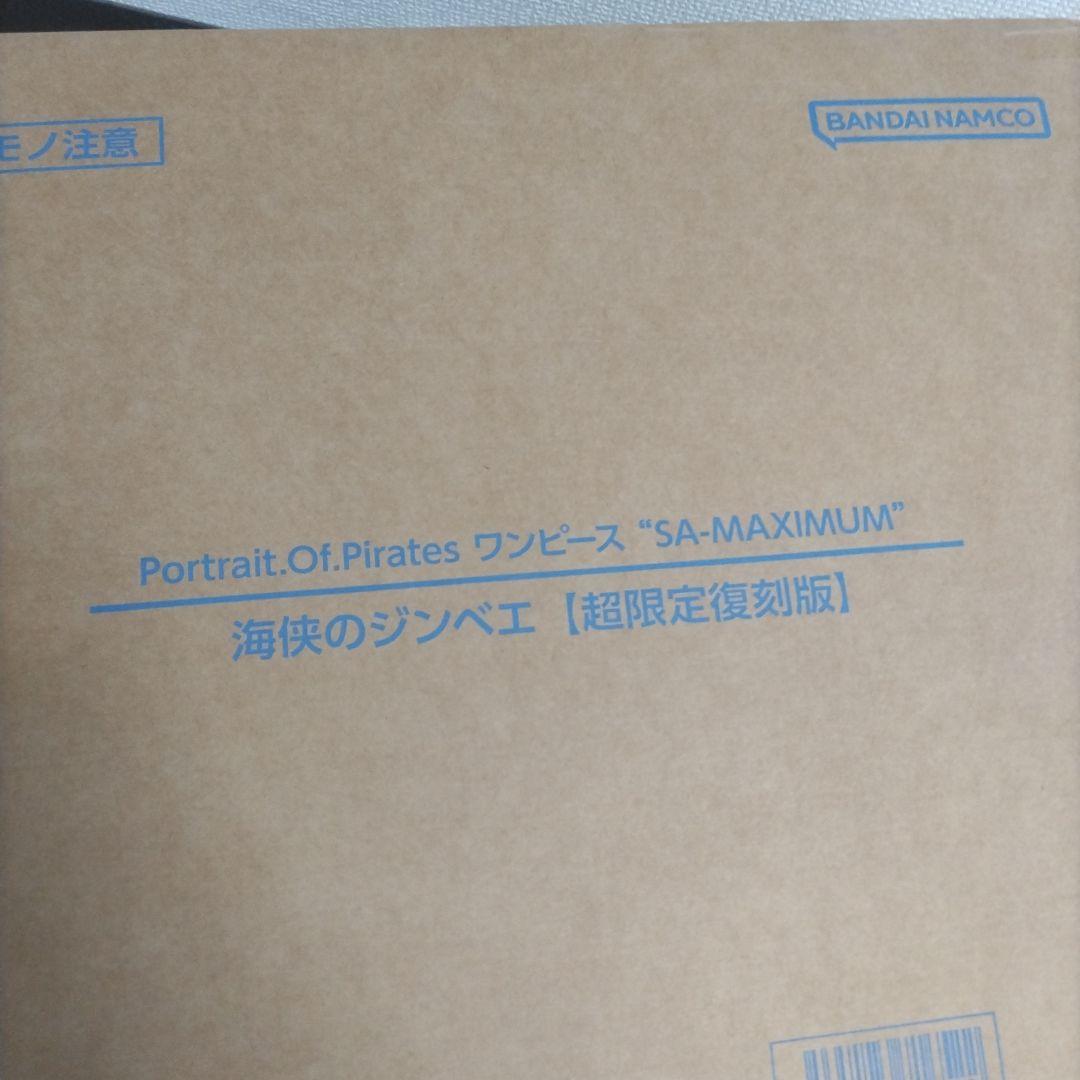 モノ注意
BANDAI NAMCO
Portrait.Of.Pirates ワンピース “SA-MAXIMUM”
海侠のジンベエ【超限定復刻版】